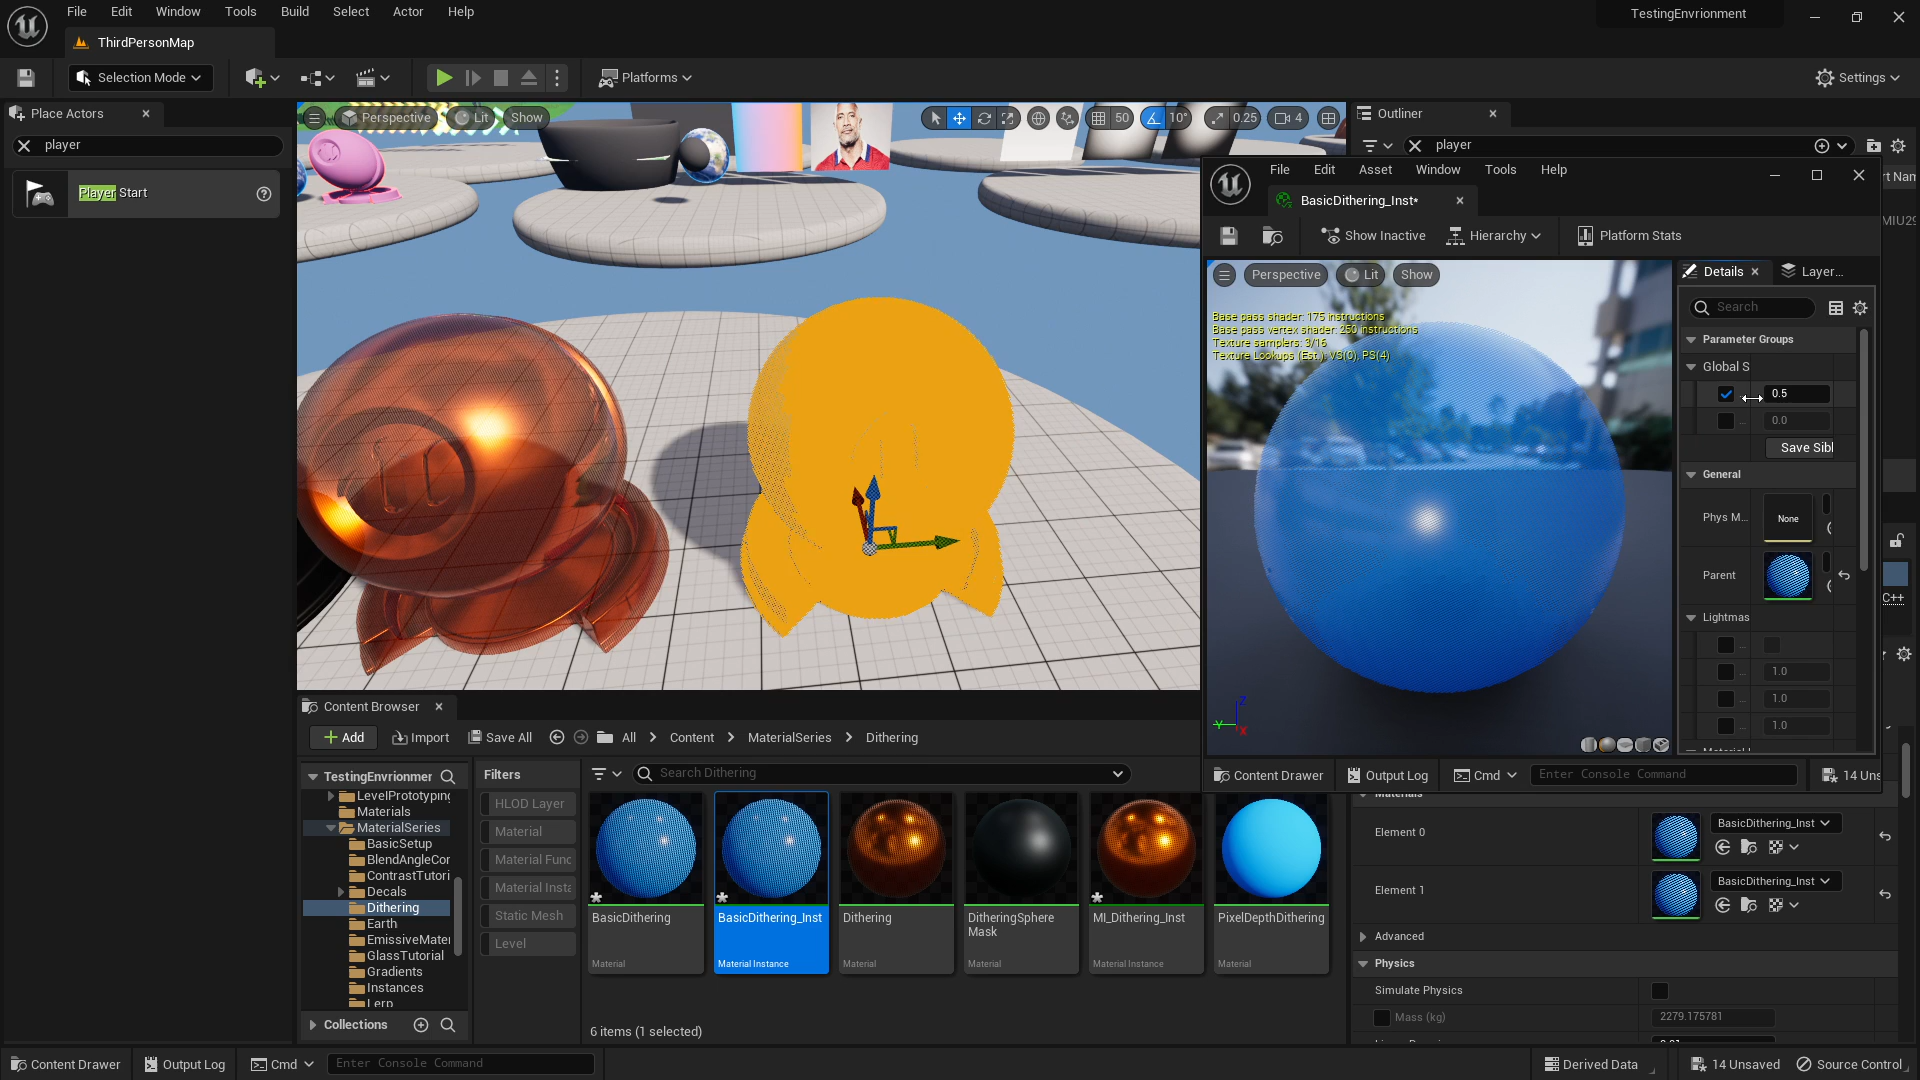 File Edit Window Tools Build Select Actor Help
TestingEnvrionment
ThirdPersonMap
Selection Mode
Platforms
Settings
Place Actors
player
Player Start
Perspective Lit Show
50 10° 0.25 4
Outliner
player
File Edit Asset Window Tools Help
BasicDithering_Inst*
Show Inactive Hierarchy Platform Stats
Perspective Lit Show
Base pass shader: 175 instructions
Base pass vertex shader: 250 instructions
Texture samplers: 3/16
Texture Lookups (Est.): VS(0), PS(4)
Details Layer...
Search
Parameter Groups
Global S
0.5
0.0
Save Sibl
General
Phys M... None
Parent
Lightmas
1.0
1.0
1.0
Z
Y
X
C++
Content Drawer Output Log Cmd Enter Console Command 14 Uns
Content Browser
Add Import Save All All > Content > MaterialSeries > Dithering
TestingEnvrionmer
LevelPrototyping
Materials
MaterialSeries
BasicSetup
BlendAngleCor
ContrastTutori
Decals
Dithering
Earth
EmissiveMater
GlassTutorial
Gradients
Instances
Lerp
Collections
Filters
HLOD Layer
Material
Material Func
Material Insta
Static Mesh
Level
Search Dithering
BasicDithering
Material
BasicDithering_Inst
Material Instance
Dithering
Material
DitheringSphere
Mask
Material
MI_Dithering_Inst
Material Instance
PixelDepthDithering
Material
6 items (1 selected)
Materials
Element 0 BasicDithering_Inst
Element 1 BasicDithering_Inst
Advanced
Physics
Simulate Physics
Mass (kg) 2279.175781
Content Drawer Output Log Cmd Enter Console Command
Derived Data 14 Unsaved Source Control